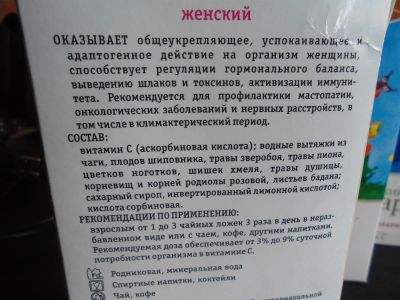 женский
ОКАЗЫВАЕТ общеукрепляющее, успокаивающее и
адаптогенное действие на организм женщины,
способствует регуляции гормонального баланса,
выведению шлаков и токсинов, активизации иммуни-
тета. Рекомендуется для профилактики мастопатии,
онкологических заболеваний и нервных расстройств, в
том числе в климактерический период.
СОСТАВ:
витамин С (аскорбиновая кислота); водные вытяжки из
чаги, плодов шиповника, травы зверобоя, травы пиона,
цветков ноготков, шишек хмеля, травы душицы,
корневищ и корней родиолы розовой, листьев бадана;
сахарный сироп, инвертированный лимонной кислотой;
кислота сорбиновая.
РЕКОМЕНДАЦИИ ПО ПРИМЕНЕНИЮ:
взрослым от 1 до 3 чайных ложек 3 раза в день в нераз-
бавленном виде или с чаем, кофе, другими напитками.
Рекомендуемая доза обеспечивает от 3% до 9% суточной
потребности организма в витамине С.
Родниковая, минеральная вода
Спиртные напитки, коктейли
Чай, кофе